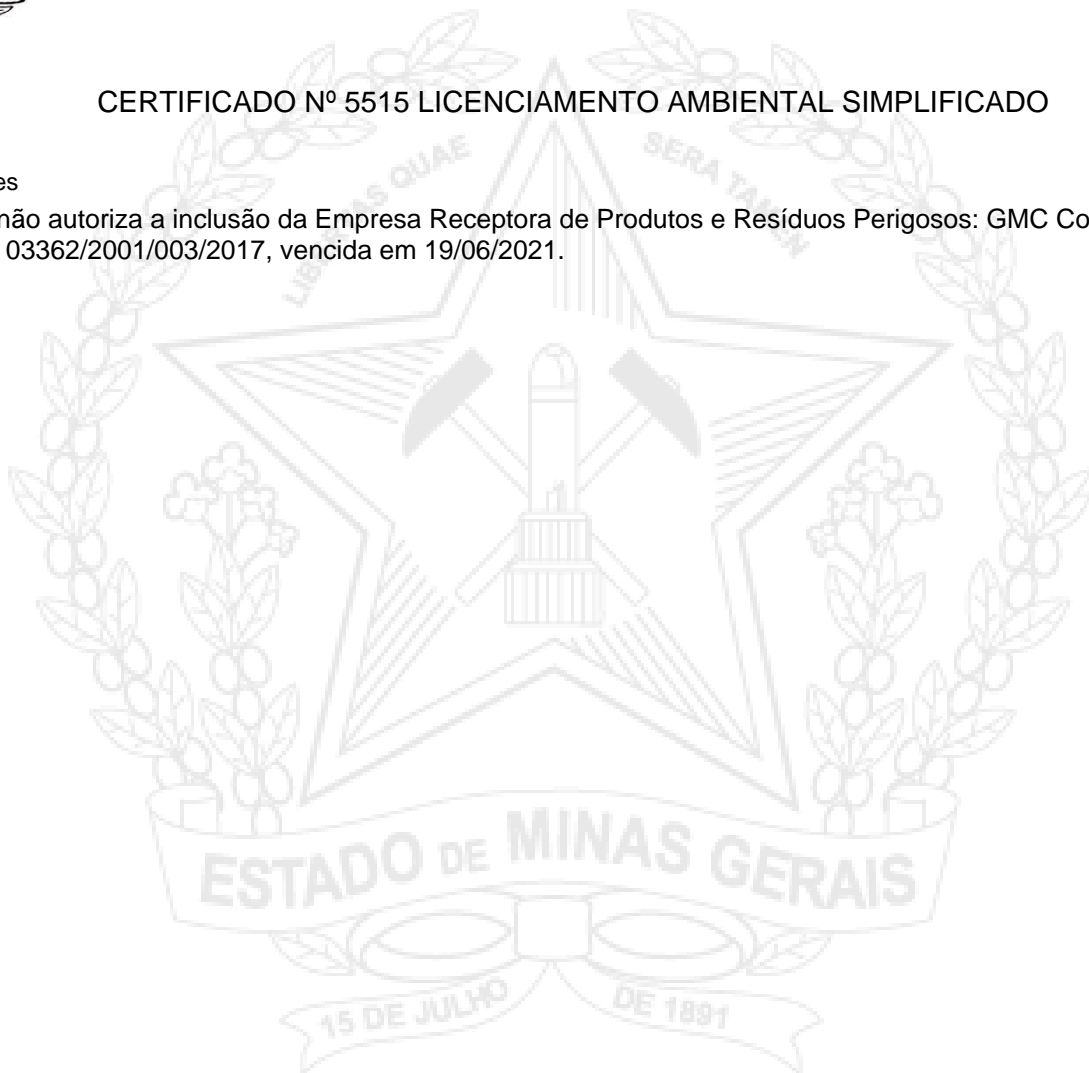 CERTIFICADO Nº 5515 LICENCIAMENTO AMBIENTAL SIMPLIFICADO
es
não autoriza a inclusão da Empresa Receptora de Produtos e Resíduos Perigosos: GMC Co
03362/2001/003/2017, vencida em 19/06/2021.
LIBERTAS QUAE SERA TAMEN
ESTADO DE MINAS GERAIS
15 DE JULHO DE 1891